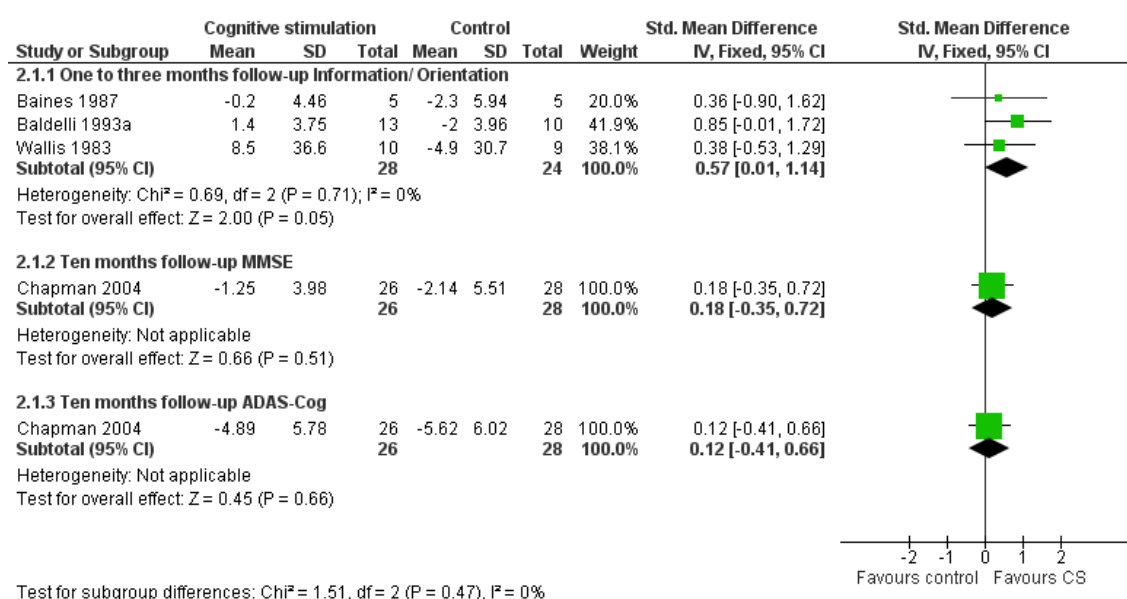 Cognitive stimulation Control Std. Mean Difference Std. Mean Difference
Study or Subgroup Mean SD Total Mean SD Total Weight IV, Fixed, 95% CI IV, Fixed, 95% CI
2.1.1 One to three months follow-up Information/ Orientation
Baines 1987 -0.2 4.46 5 -2.3 5.94 5 20.0% 0.36 [-0.90, 1.62]
Baldelli 1993a 1.4 3.75 13 -2 3.96 10 41.9% 0.85 [-0.01, 1.72]
Wallis 1983 8.5 36.6 10 -4.9 30.7 9 38.1% 0.38 [-0.53, 1.29]
Subtotal (95% CI) 28 24 100.0% 0.57 [0.01, 1.14]
Heterogeneity: Chi² = 0.69, df = 2 (P = 0.71); I² = 0%
Test for overall effect: Z = 2.00 (P = 0.05)
2.1.2 Ten months follow-up MMSE
Chapman 2004 -1.25 3.98 26 -2.14 5.51 28 100.0% 0.18 [-0.35, 0.72]
Subtotal (95% CI) 26 28 100.0% 0.18 [-0.35, 0.72]
Heterogeneity: Not applicable
Test for overall effect: Z = 0.66 (P = 0.51)
2.1.3 Ten months follow-up ADAS-Cog
Chapman 2004 -4.89 5.78 26 -5.62 6.02 28 100.0% 0.12 [-0.41, 0.66]
Subtotal (95% CI) 26 28 100.0% 0.12 [-0.41, 0.66]
Heterogeneity: Not applicable
Test for overall effect: Z = 0.45 (P = 0.66)
-2 -1 0 1 2
Favours control Favours CS
Test for subgroup differences: Chi² = 1.51, df = 2 (P = 0.47), I² = 0%